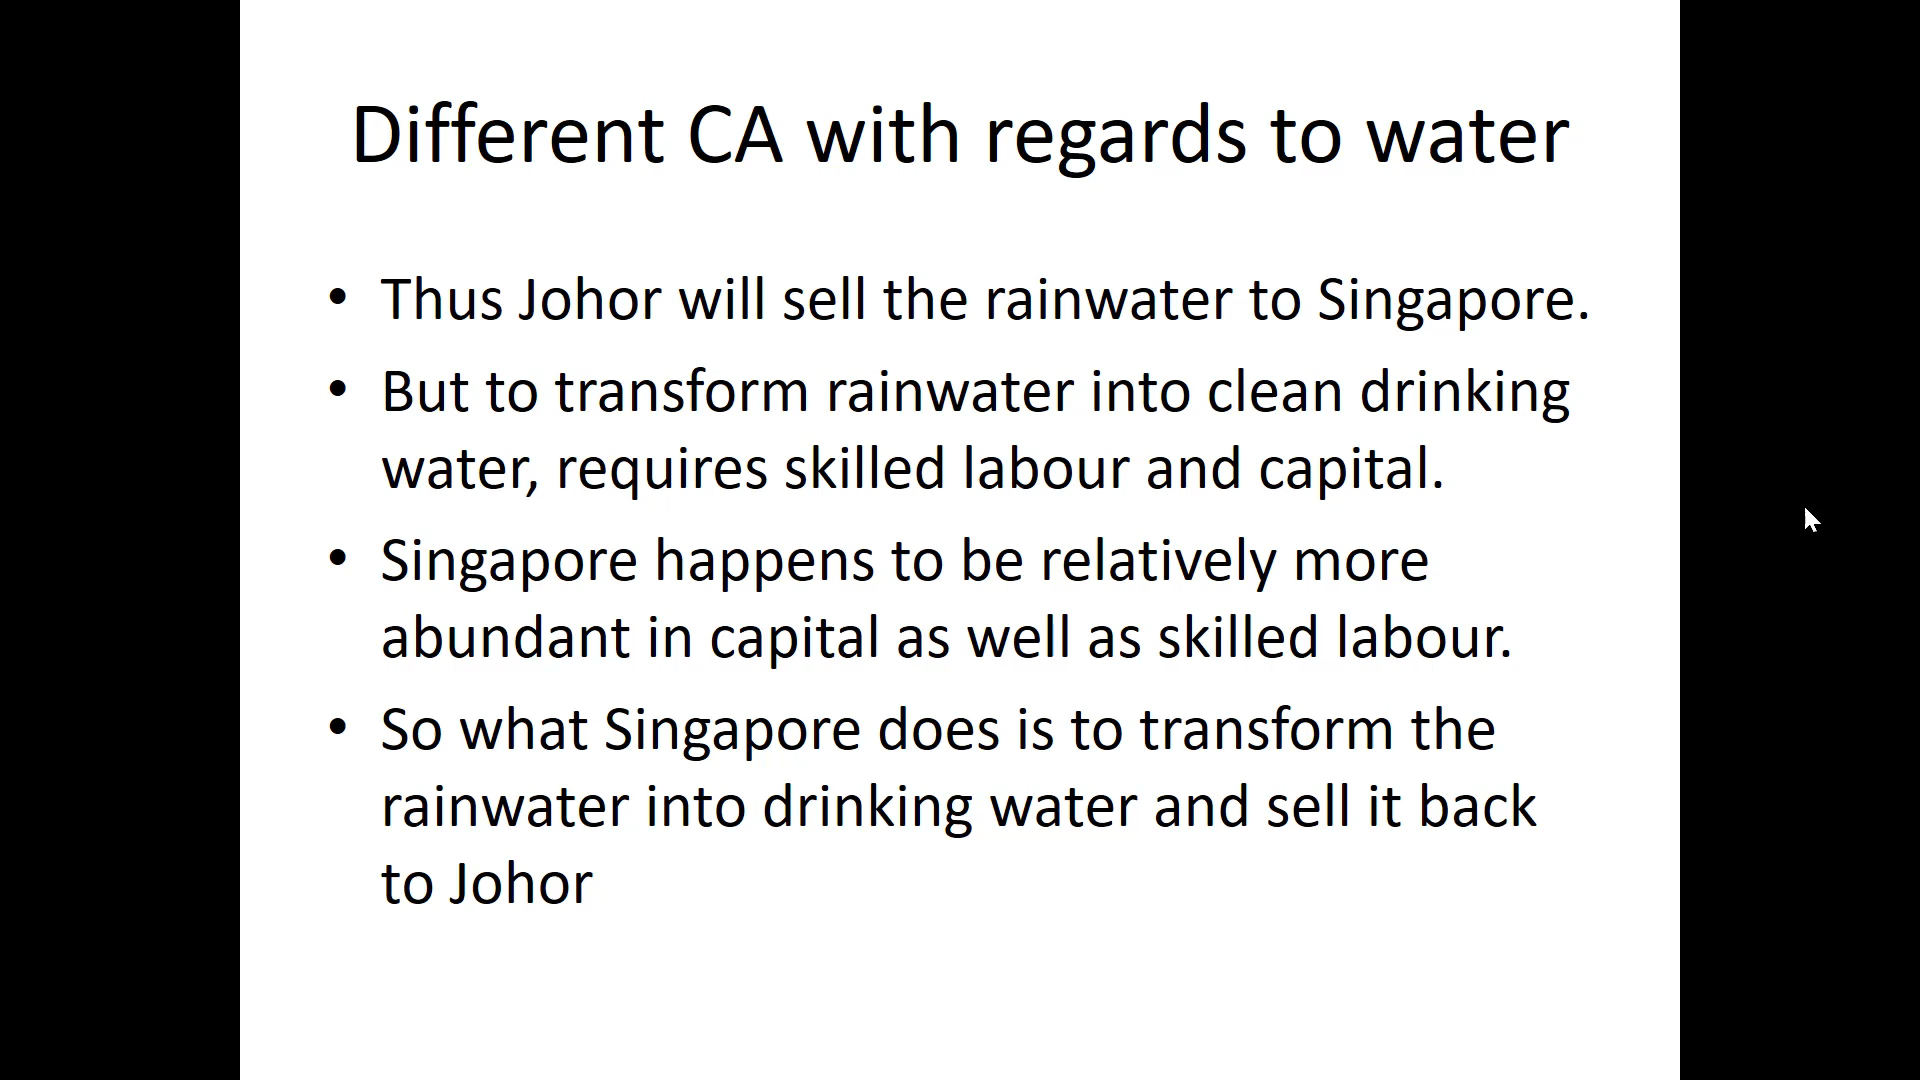 Different CA with regards to water
• Thus Johor will sell the rainwater to Singapore.
• But to transform rainwater into clean drinking
water, requires skilled labour and capital.
• Singapore happens to be relatively more
abundant in capital as well as skilled labour.
• So what Singapore does is to transform the
rainwater into drinking water and sell it back
to Johor